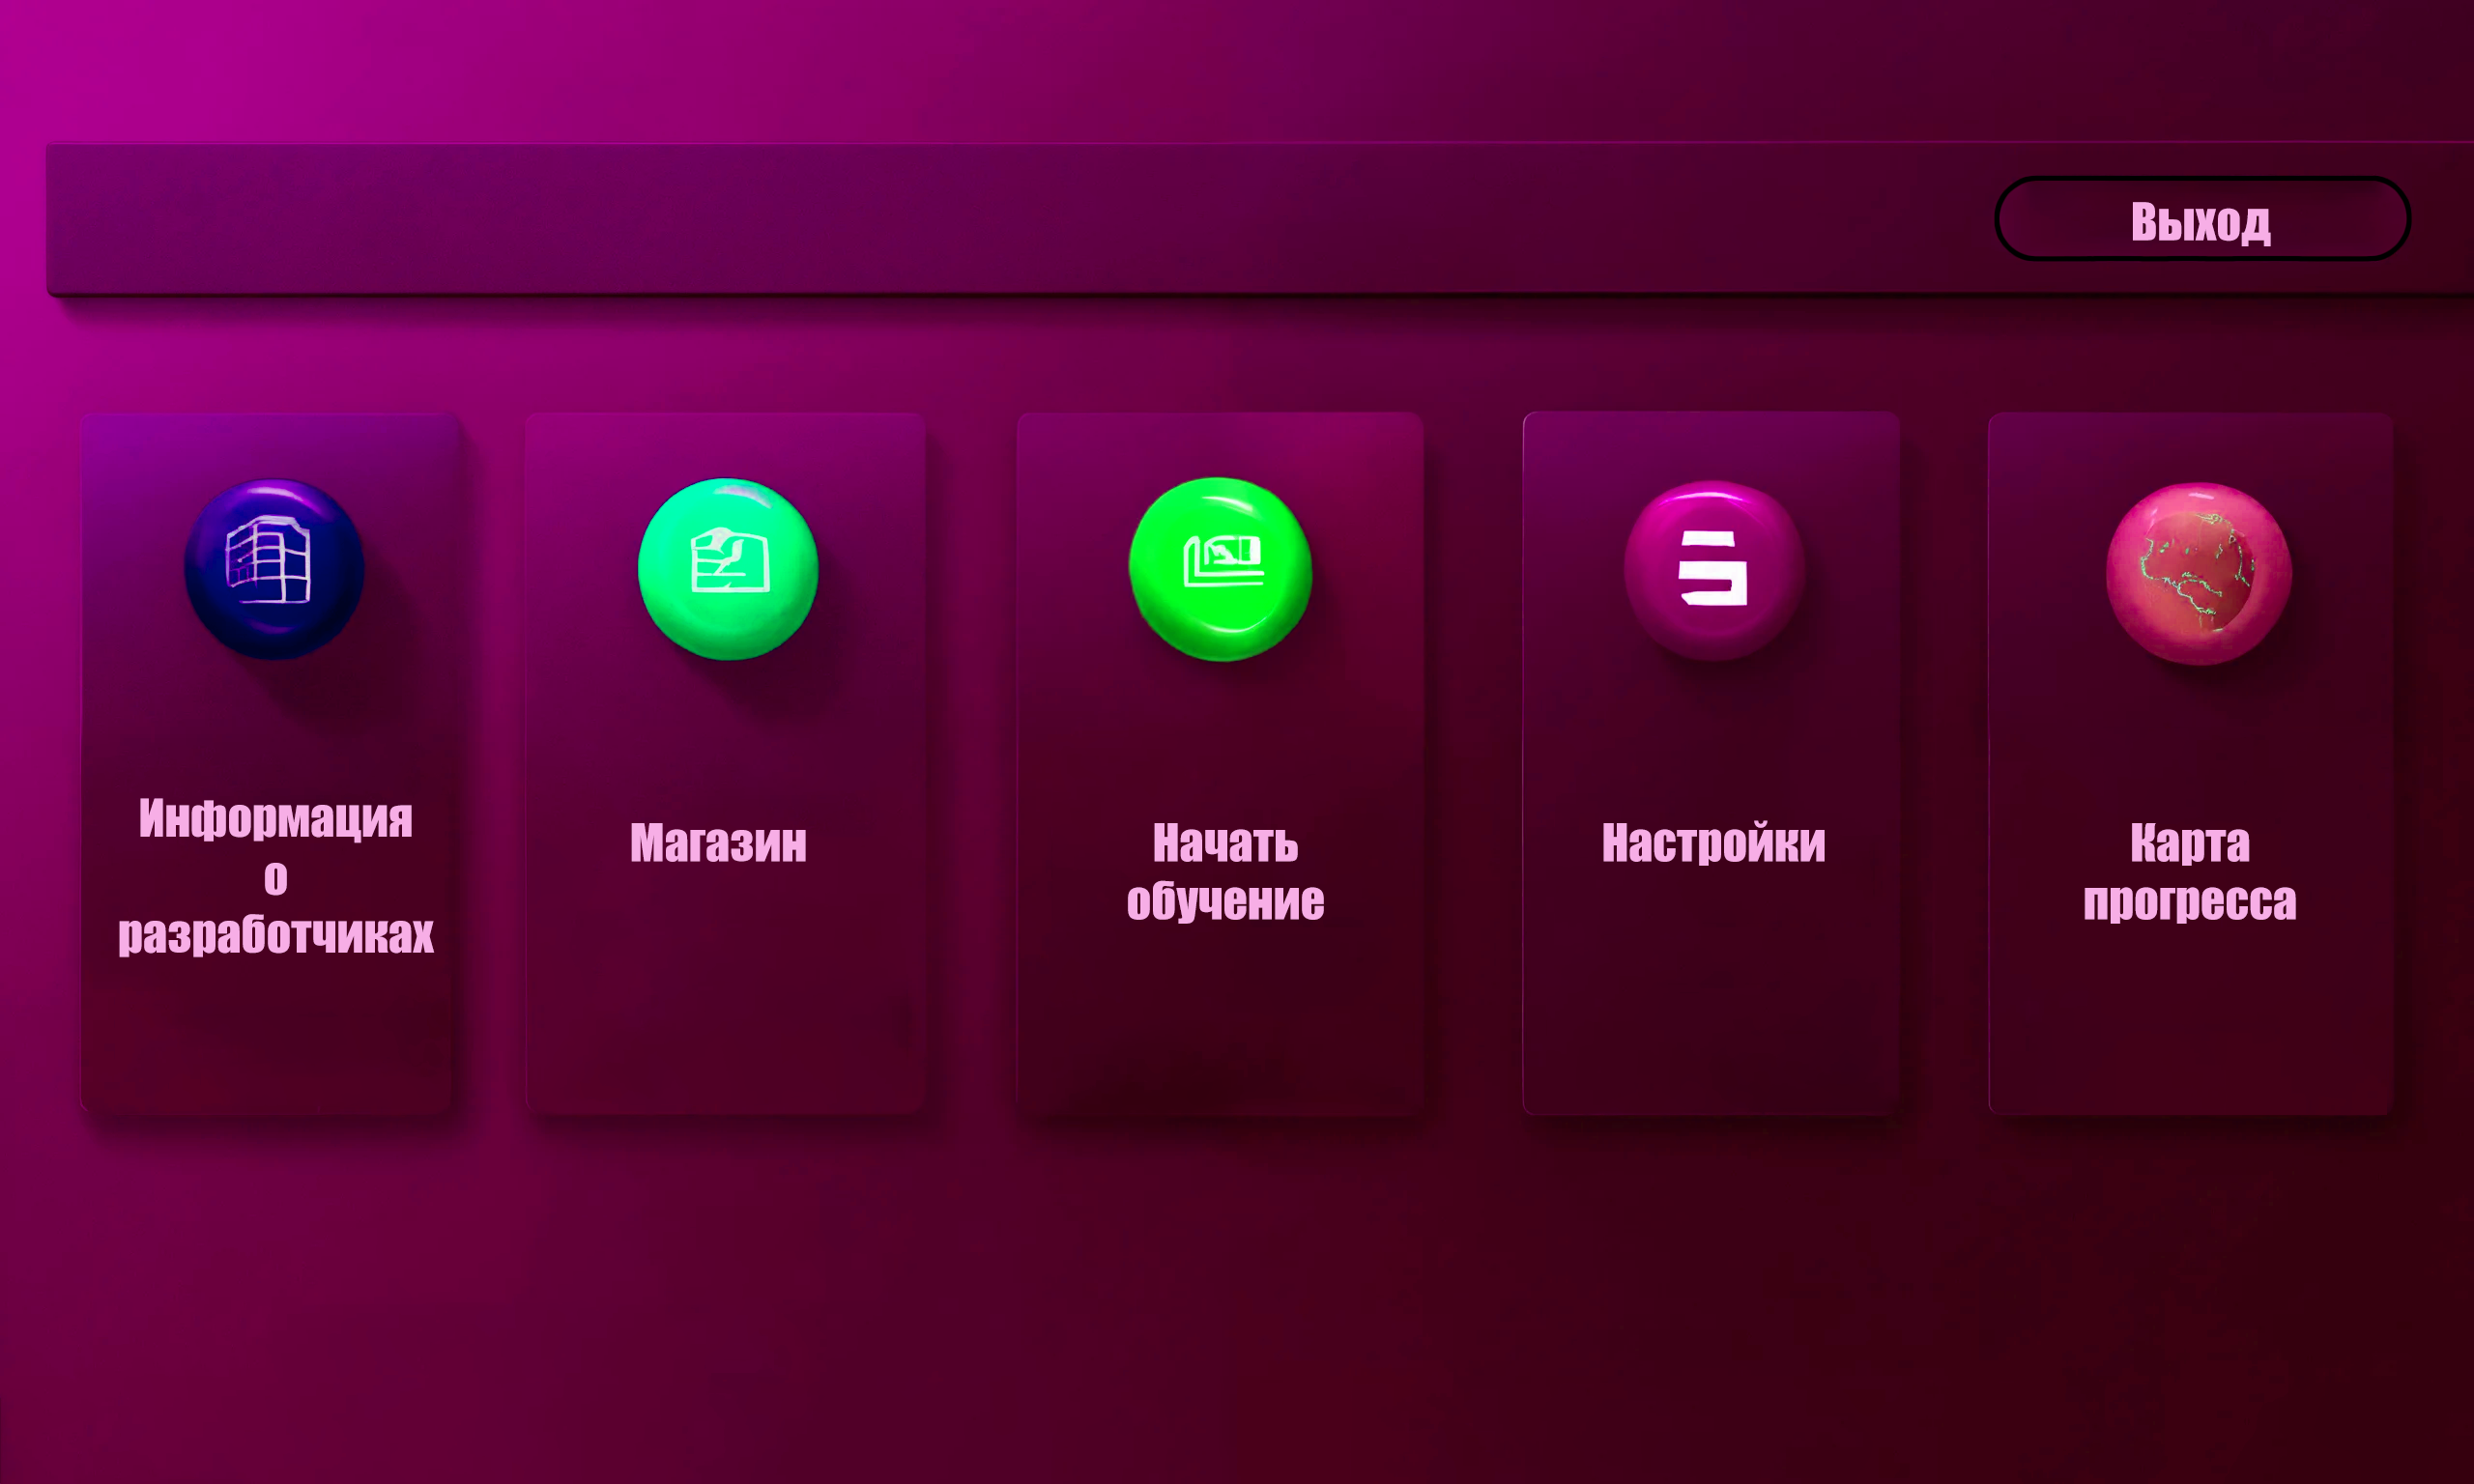 Выход
Информация
о
разработчиках
Магазин
Начать
обучение
Настройки
Карта
прогресса